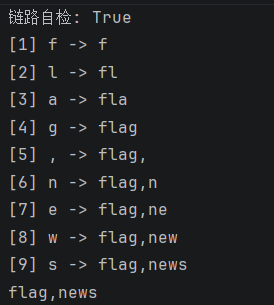 链路自检: True
[1] f -> f
[2] l -> fl
[3] a -> fla
[4] g -> flag
[5] , -> flag,
[6] n -> flag,n
[7] e -> flag,ne
[8] w -> flag,new
[9] s -> flag,news
flag,news